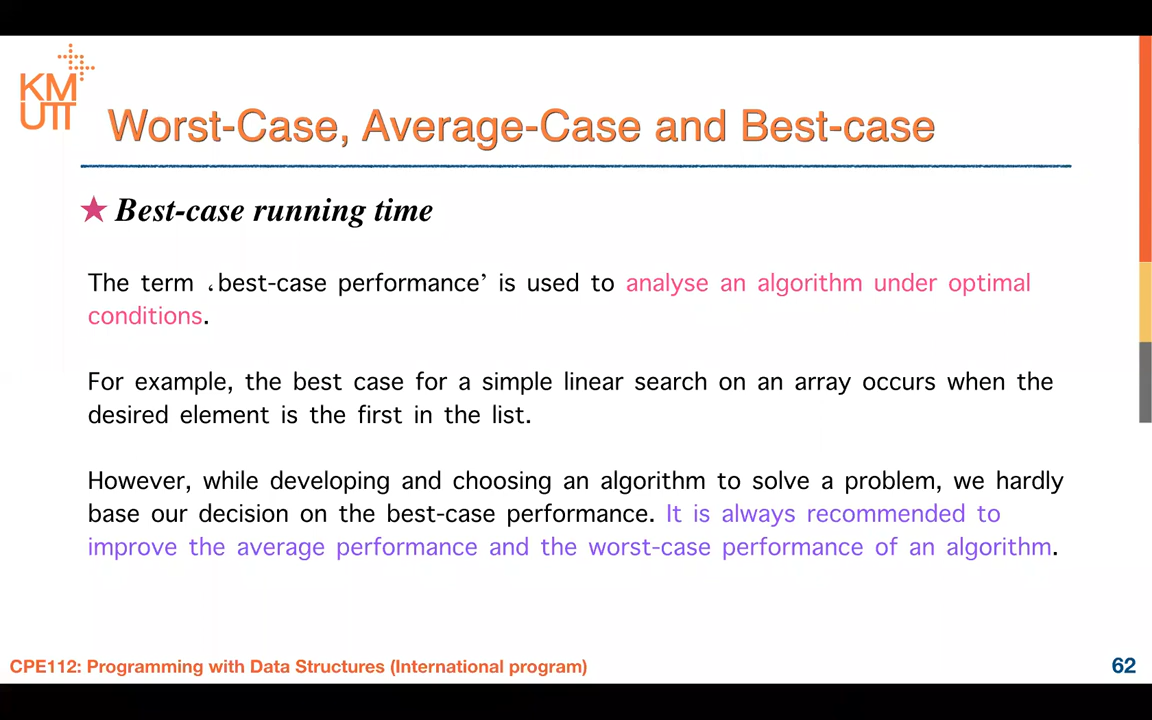 KM
UTT
Worst-Case, Average-Case and Best-case
Best-case running time
The term ‘best-case performance’ is used to analyse an algorithm under optimal
conditions.
For example, the best case for a simple linear search on an array occurs when the
desired element is the first in the list.
However, while developing and choosing an algorithm to solve a problem, we hardly
base our decision on the best-case performance. It is always recommended to
improve the average performance and the worst-case performance of an algorithm.
CPE112: Programming with Data Structures (International program)
62